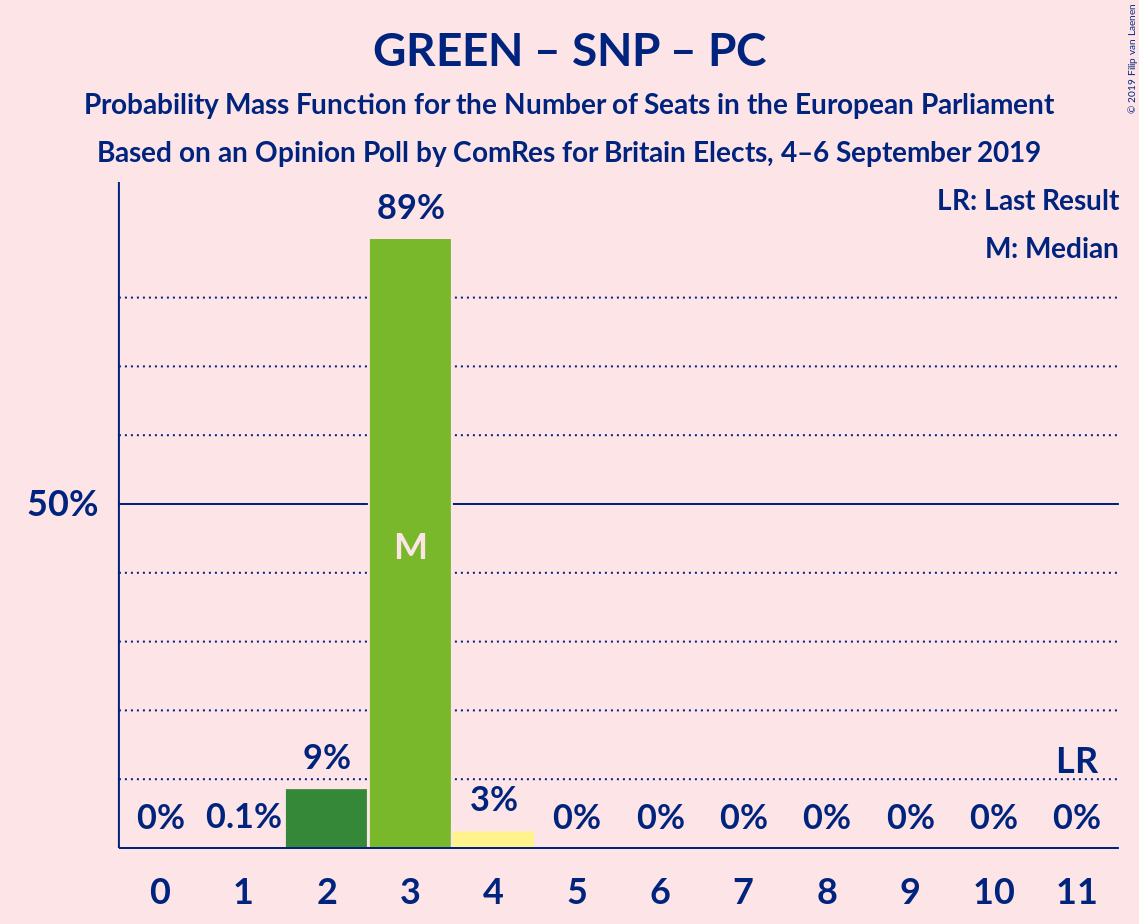 GREEN – SNP – PC
Probability Mass Function for the Number of Seats in the European Parliament
Based on an Opinion Poll by ComRes for Britain Elects, 4–6 September 2019
© 2019 Filip van Laenen
LR: Last Result
M: Median
89%
50%
M
9%
LR
3%
0% 0.1% 0% 0% 0% 0% 0% 0% 0%
0 1 2 3 4 5 6 7 8 9 10 11